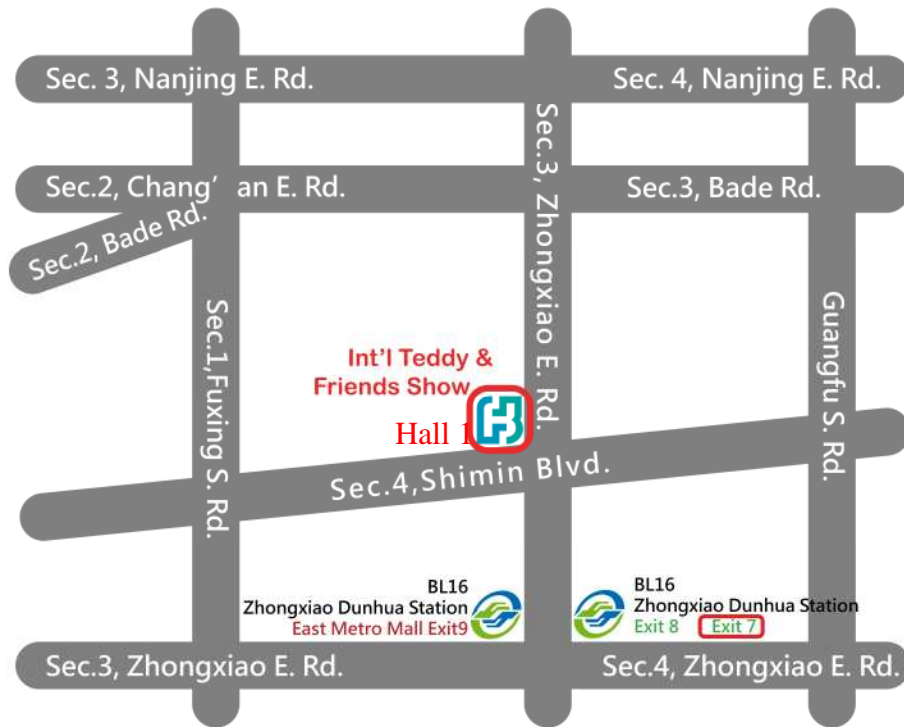 Sec. 3, Nanjing E. Rd.
Sec. 4, Nanjing E. Rd.
Sec.2, Chang' an E. Rd.
Sec.3, Bade Rd.
Sec.2, Bade Rd.
Sec.3, Zhongxiao E. Rd.
Sec.1,Fuxing S. Rd.
Guangfu S. Rd.
Int'l Teddy &
Friends Show
Hall 1
Sec.4,Shimin Blvd.
BL16
Zhongxiao Dunhua Station
East Metro Mall Exit9
BL16
Zhongxiao Dunhua Station
Exit 8 Exit 7
Sec.3, Zhongxiao E. Rd.
Sec.4, Zhongxiao E. Rd.